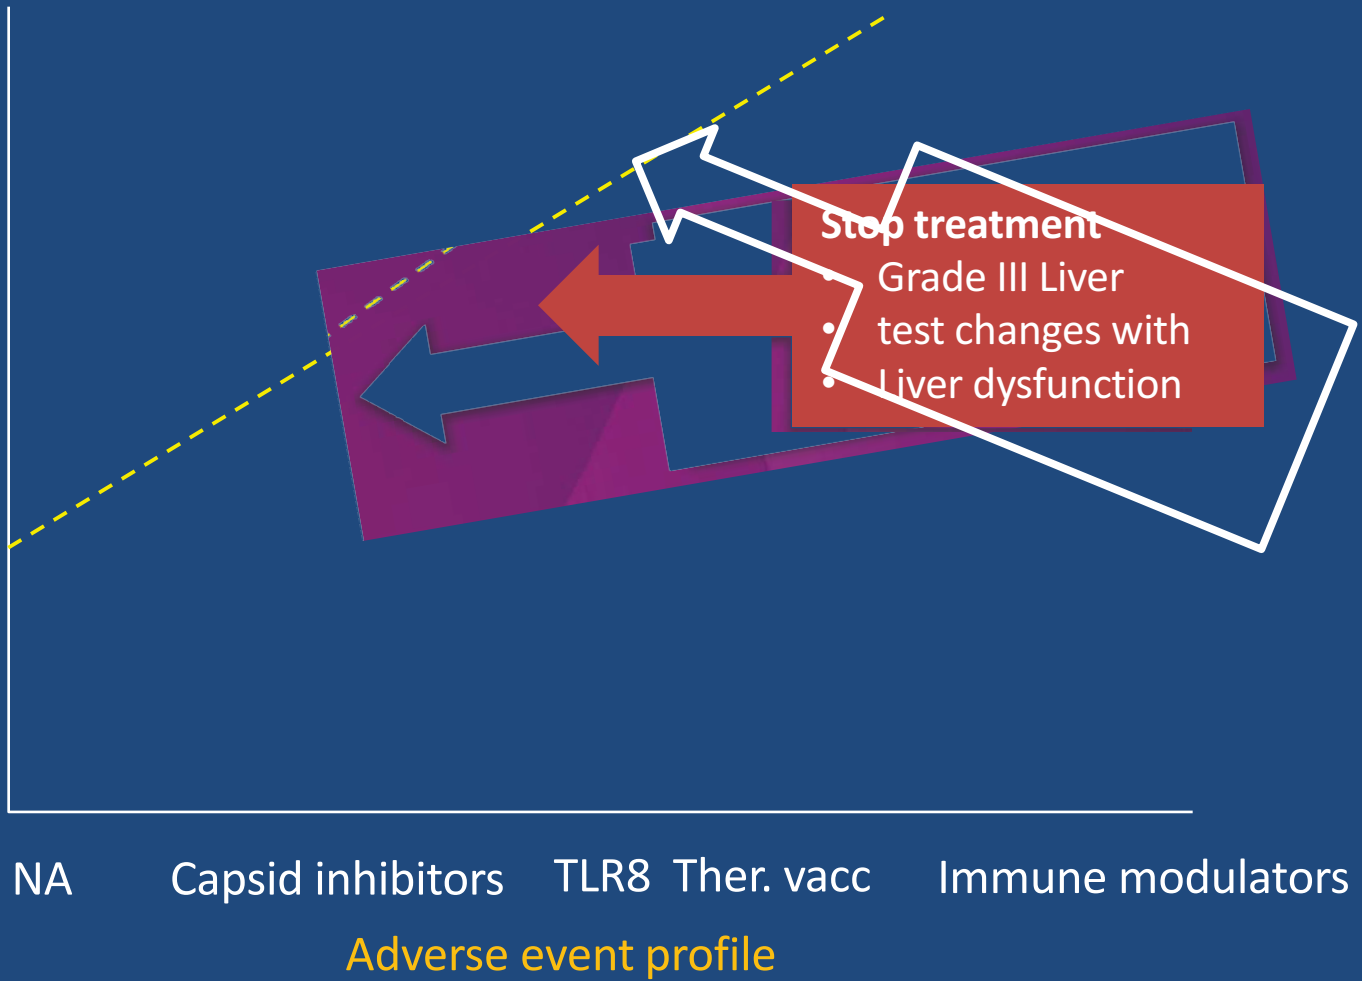 Stop treatment
• Grade III Liver
• test changes with
• Liver dysfunction
NA Capsid inhibitors TLR8 Ther. vacc Immune modulators
Adverse event profile